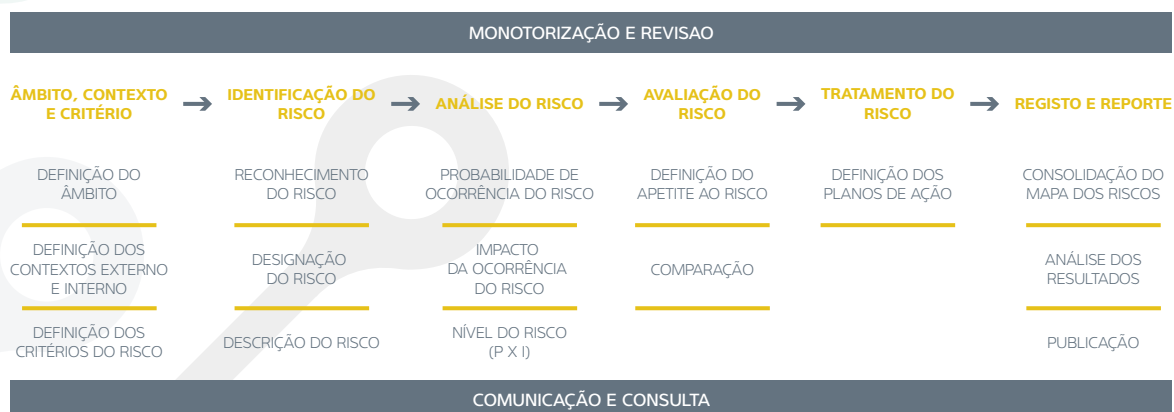 MONOTORIZAÇÃO E REVISAO
ÂMBITO, CONTEXTO
E CRITÉRIO
IDENTIFICAÇÃO DO
RISCO
ANÁLISE DO RISCO
AVALIAÇÃO DO
RISCO
TRATAMENTO DO
RISCO
REGISTO E REPORTE
DEFINIÇÃO DO
ÂMBITO
RECONHECIMENTO
DO RISCO
PROBABILIDADE DE
OCORRÊNCIA DO RISCO
DEFINIÇÃO DO
APETITE AO RISCO
DEFINIÇÃO DOS
PLANOS DE AÇÃO
CONSOLIDAÇÃO DO
MAPA DOS RISCOS
DEFINIÇÃO DOS
CONTEXTOS EXTERNO
E INTERNO
DESIGNAÇÃO
DO RISCO
IMPACTO
DA OCORRÊNCIA
DO RISCO
COMPARAÇÃO
ANÁLISE DOS
RESULTADOS
DEFINIÇÃO DOS
CRITÉRIOS DO RISCO
DESCRIÇÃO DO RISCO
NÍVEL DO RISCO
(P X I)
PUBLICAÇÃO
COMUNICAÇÃO E CONSULTA